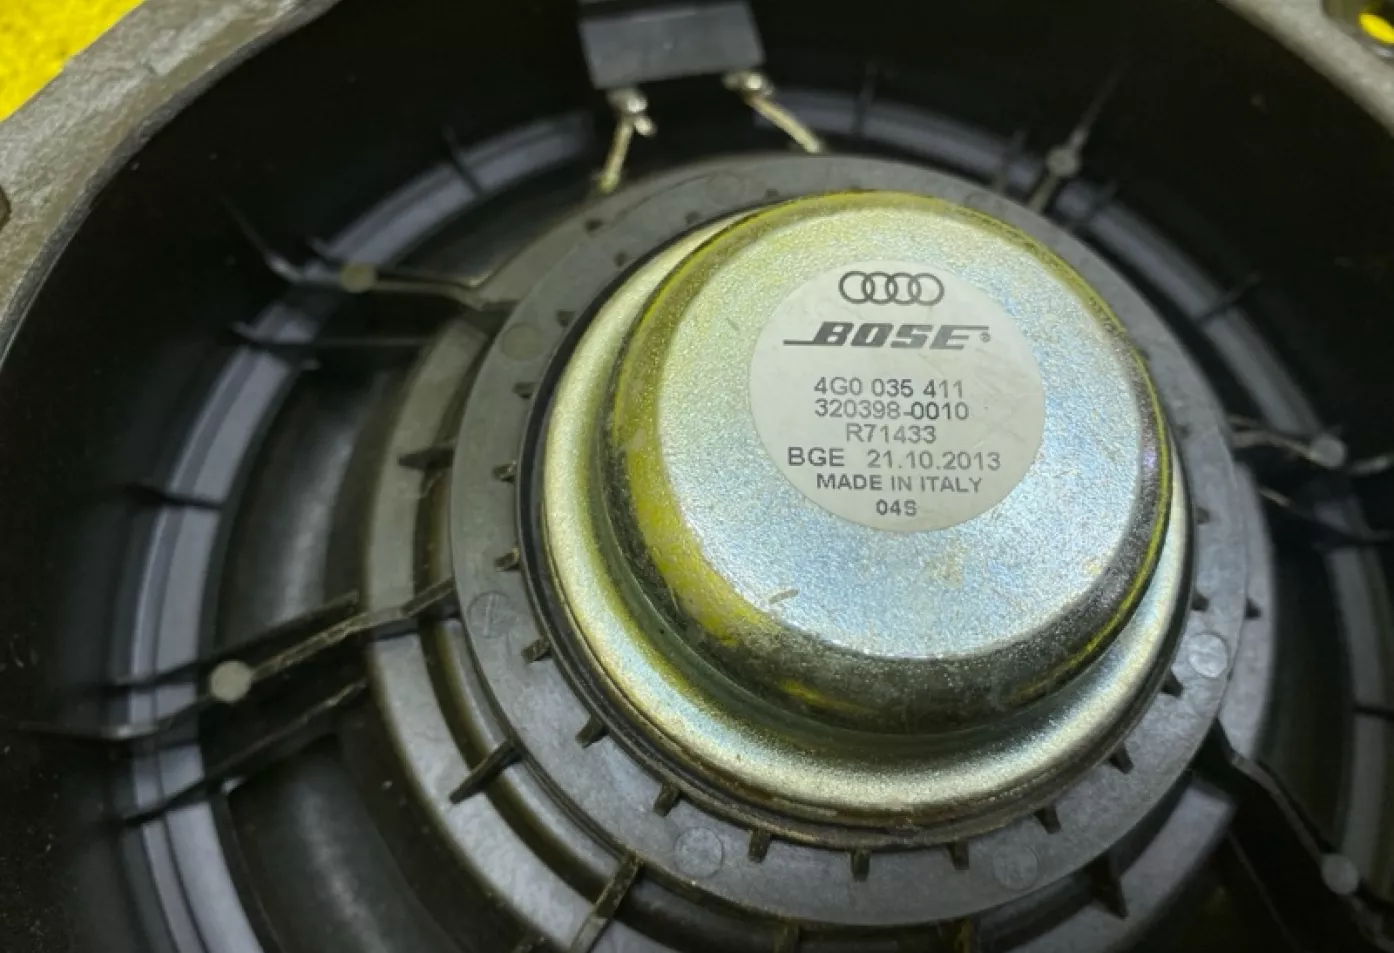 BOSE®
4G0 035 411
320398-0010
R71433
BGE 21.10.2013
MADE IN ITALY
04S